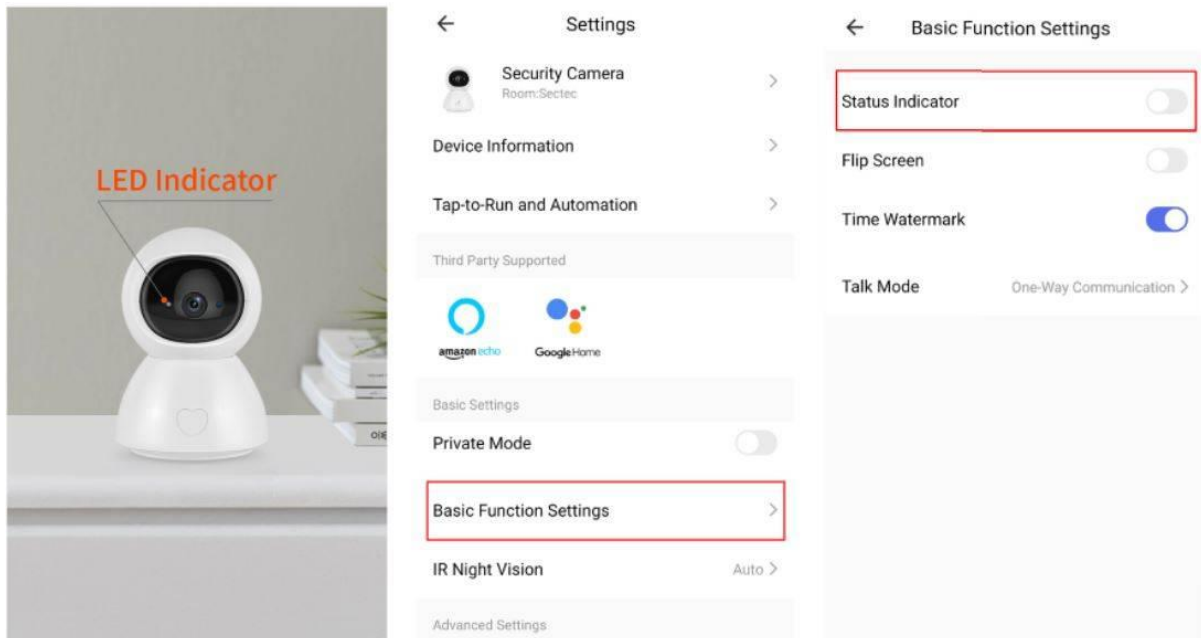 LED Indicator
Settings
Security Camera
Room:Sectec
Device Information
Tap-to-Run and Automation
Third Party Supported
amazon echo
Google Home
Basic Settings
Private Mode
Basic Function Settings
IR Night Vision
Auto
Advanced Settings
Basic Function Settings
Status Indicator
Flip Screen
Time Watermark
Talk Mode
One-Way Communication